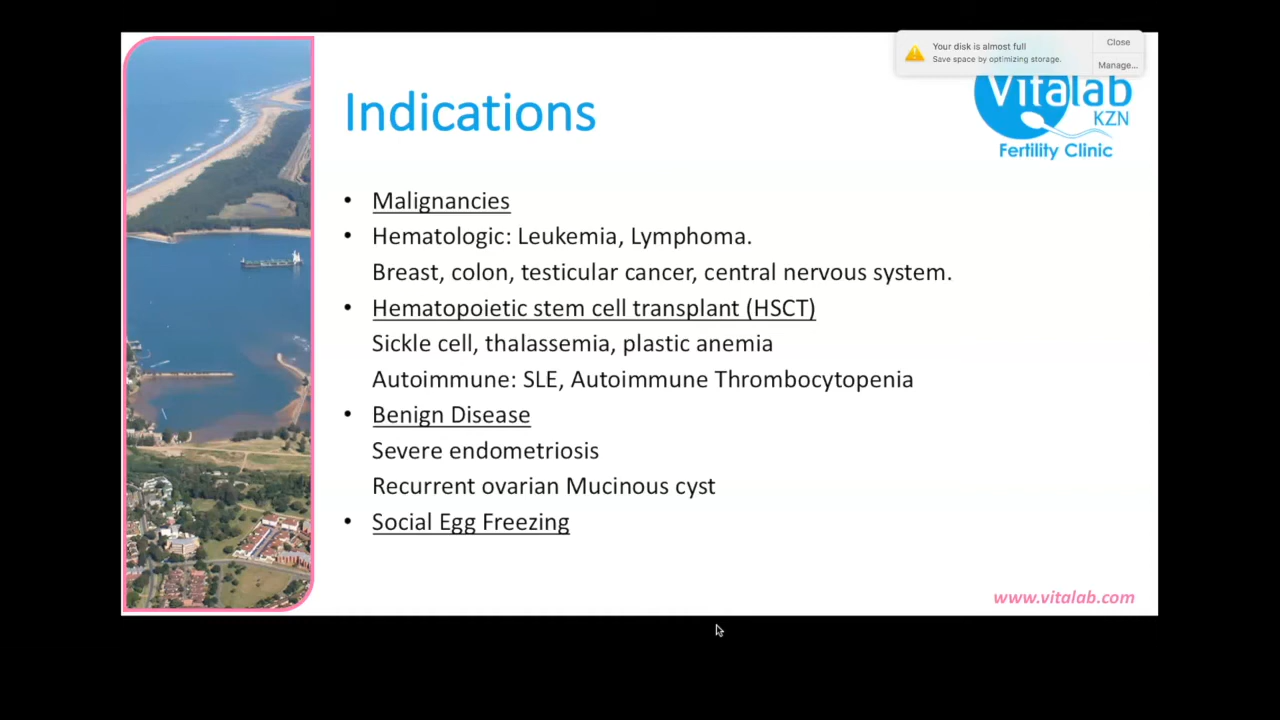 Your disk is almost full
Save space by optimizing storage.
Close
Manage...
Vitalab
KZN
Fertility Clinic
Indications
• Malignancies
• Hematologic: Leukemia, Lymphoma.
Breast, colon, testicular cancer, central nervous system.
• Hematopoietic stem cell transplant (HSCT)
Sickle cell, thalassemia, plastic anemia
Autoimmune: SLE, Autoimmune Thrombocytopenia
• Benign Disease
Severe endometriosis
Recurrent ovarian Mucinous cyst
• Social Egg Freezing
www.vitalab.com